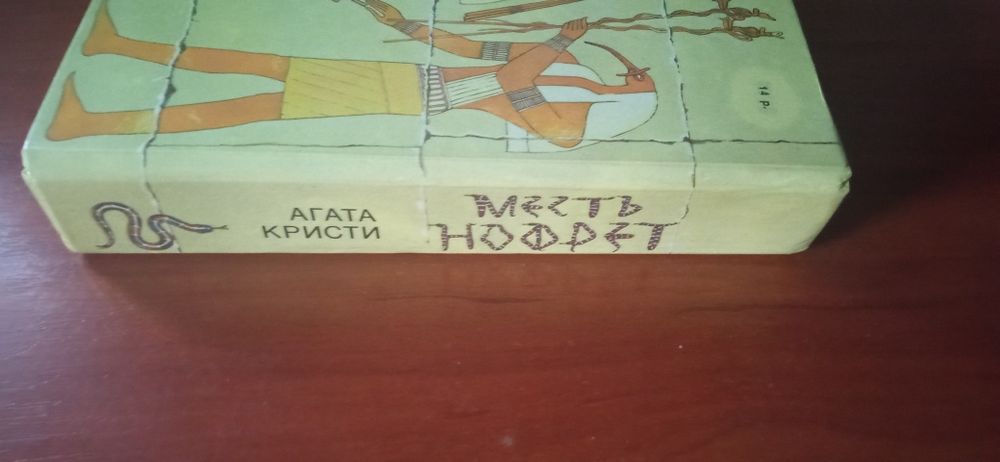 АГАТА
КРИСТИ
МЕСТЬ
НОФРЕТ
14 р.